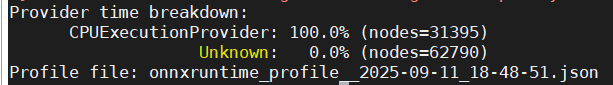 Provider time breakdown:
CPUExecutionProvider: 100.0% (nodes=31395)
Unknown: 0.0% (nodes=62790)
Profile file: onnxruntime_profile__2025-09-11_18-48-51.json